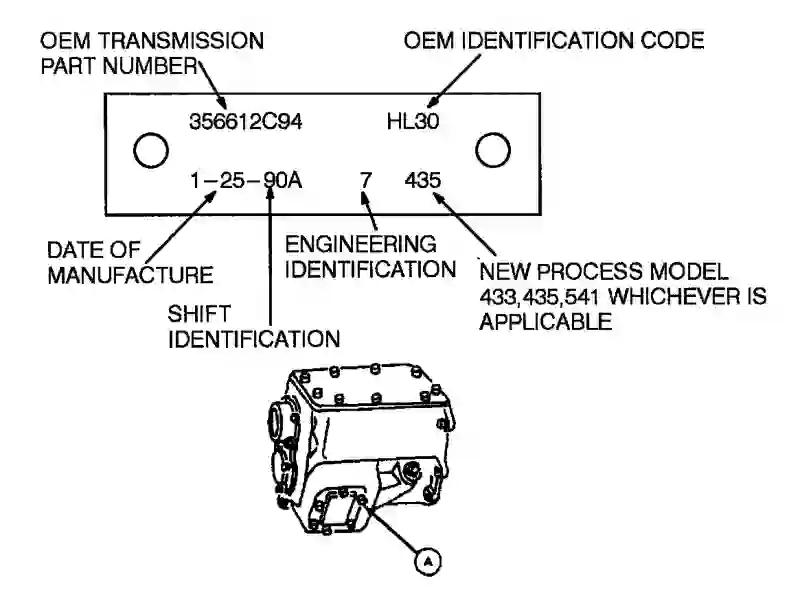 OEM TRANSMISSION
PART NUMBER
OEM IDENTIFICATION CODE
356612C94 HL30
1-25-90A 7 435
DATE OF
MANUFACTURE
SHIFT
IDENTIFICATION
ENGINEERING
IDENTIFICATION
NEW PROCESS MODEL
433,435,541 WHICHEVER IS
APPLICABLE
A